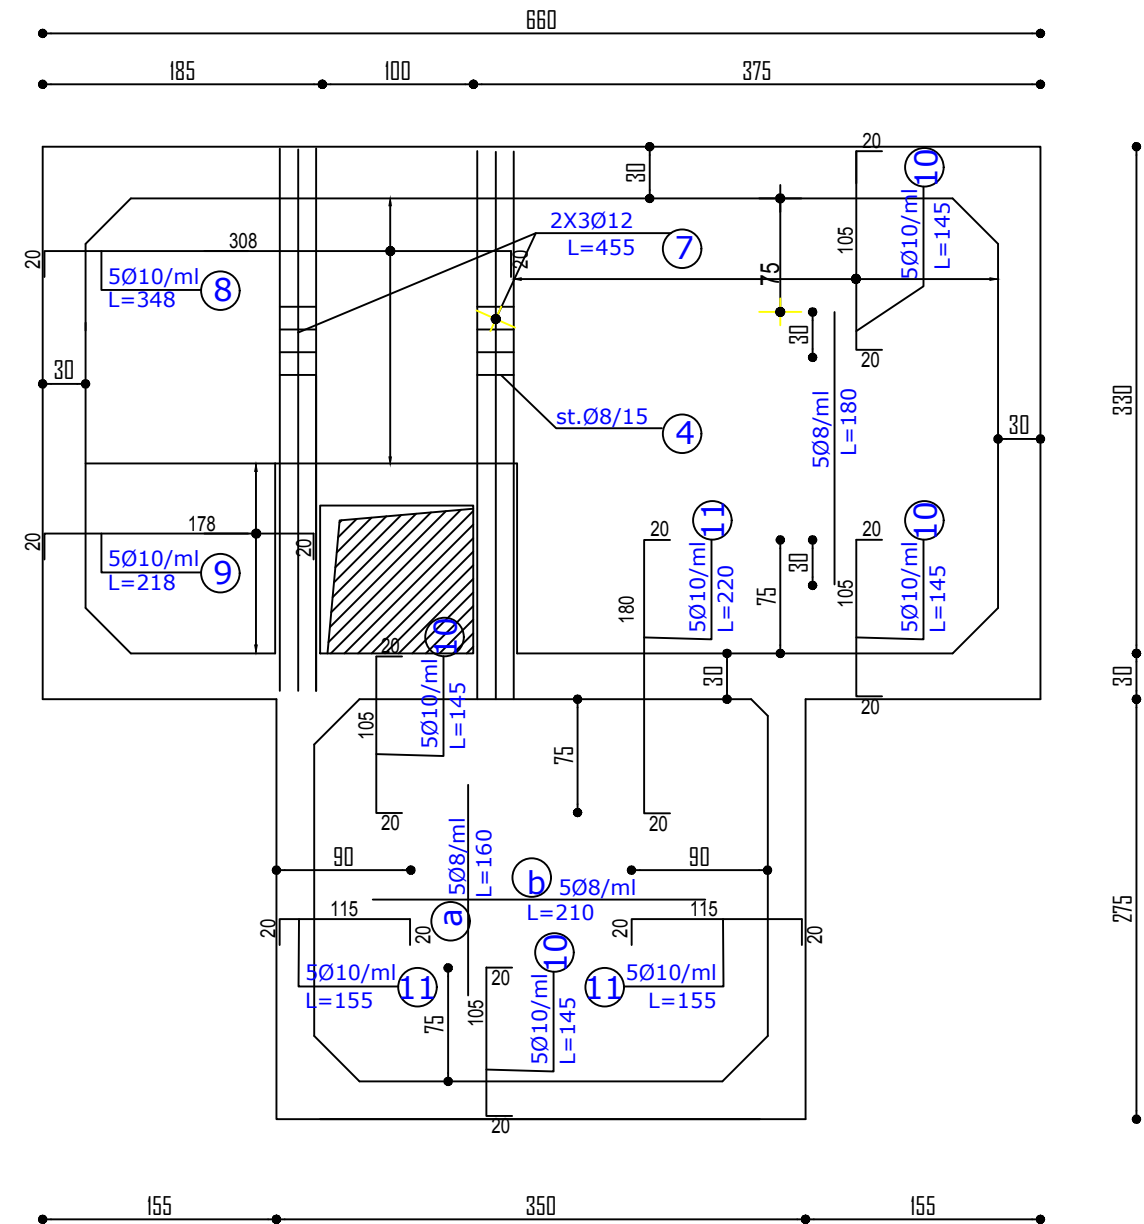 660
185 100 375
20
30
10
5Ø10/ml
L=145
105
20
2X3Ø12
L=455
7
308
20
20
5Ø10/ml
L=348
8
75
30
30
5Ø8/ml
L=180
st.Ø8/15
4
30
330
178
20
20
5Ø10/ml
L=218
9
20
11
5Ø10/ml
L=220
180
20
75
30
20
10
5Ø10/ml
L=145
105
20
30
30
20
10
5Ø10/ml
L=145
105
20
75
90
90
5Ø8/ml
L=160
a
b
5Ø8/ml
L=210
115
20
20
5Ø10/ml
L=155
11
115
20
20
5Ø10/ml
L=155
11
75
20
10
5Ø10/ml
L=145
105
20
275
155 350 155